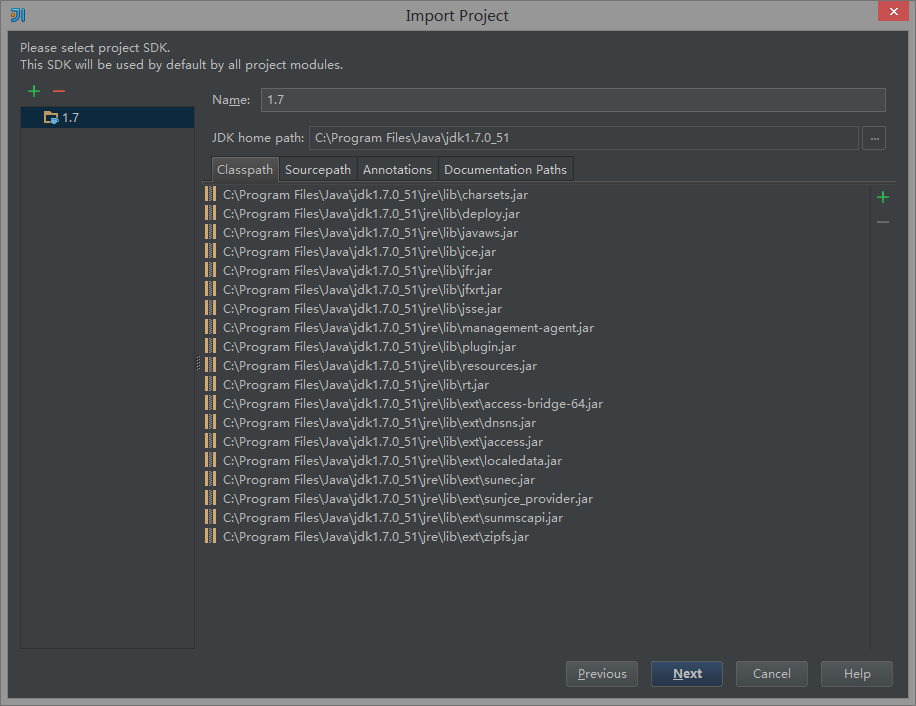 Import Project
Please select project SDK.
This SDK will be used by default by all project modules.
1.7
Name: 1.7
JDK home path: C:\Program Files\Java\jdk1.7.0_51 ...
Classpath Sourcepath Annotations Documentation Paths
C:\Program Files\Java\jdk1.7.0_51\jre\lib\charsets.jar
C:\Program Files\Java\jdk1.7.0_51\jre\lib\deploy.jar
C:\Program Files\Java\jdk1.7.0_51\jre\lib\javaws.jar
C:\Program Files\Java\jdk1.7.0_51\jre\lib\jce.jar
C:\Program Files\Java\jdk1.7.0_51\jre\lib\jfr.jar
C:\Program Files\Java\jdk1.7.0_51\jre\lib\jfxrt.jar
C:\Program Files\Java\jdk1.7.0_51\jre\lib\jsse.jar
C:\Program Files\Java\jdk1.7.0_51\jre\lib\management-agent.jar
C:\Program Files\Java\jdk1.7.0_51\jre\lib\plugin.jar
C:\Program Files\Java\jdk1.7.0_51\jre\lib\resources.jar
C:\Program Files\Java\jdk1.7.0_51\jre\lib\rt.jar
C:\Program Files\Java\jdk1.7.0_51\jre\lib\ext\access-bridge-64.jar
C:\Program Files\Java\jdk1.7.0_51\jre\lib\ext\dnsns.jar
C:\Program Files\Java\jdk1.7.0_51\jre\lib\ext\jaccess.jar
C:\Program Files\Java\jdk1.7.0_51\jre\lib\ext\localedata.jar
C:\Program Files\Java\jdk1.7.0_51\jre\lib\ext\sunec.jar
C:\Program Files\Java\jdk1.7.0_51\jre\lib\ext\sunjce_provider.jar
C:\Program Files\Java\jdk1.7.0_51\jre\lib\ext\sunmscapi.jar
C:\Program Files\Java\jdk1.7.0_51\jre\lib\ext\zipfs.jar
Previous Next Cancel Help